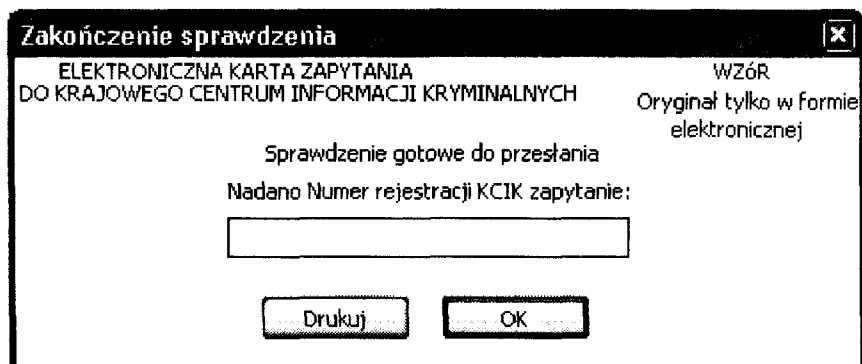 Zakończenie sprawdzenia
ELEKTRONICZNA KARTA ZAPYTANIA
DO KRAJOWEGO CENTRUM INFORMACJI KRYMINALNYCH
WZóR
Oryginał tylko w formie
elektronicznej
Sprawdzenie gotowe do przesłania
Nadano Numer rejestracji KCIK zapytanie:
Drukuj OK